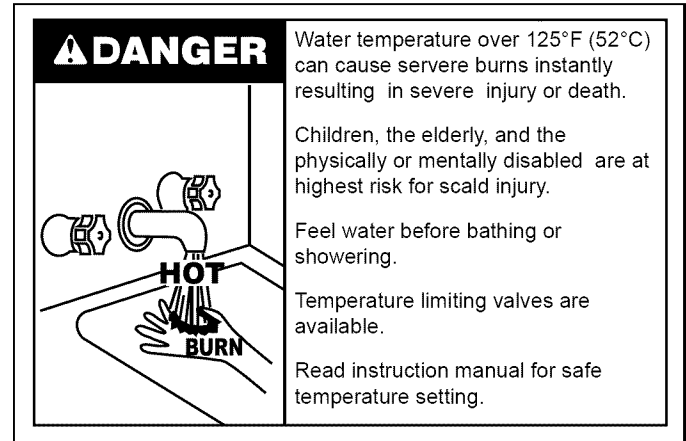 DANGER
HOT
BURN
Water temperature over 125°F (52°C)
can cause servere burns instantly
resulting in severe injury or death.
Children, the elderly, and the
physically or mentally disabled are at
highest risk for scald injury.
Feel water before bathing or
showering.
Temperature limiting valves are
available.
Read instruction manual for safe
temperature setting.